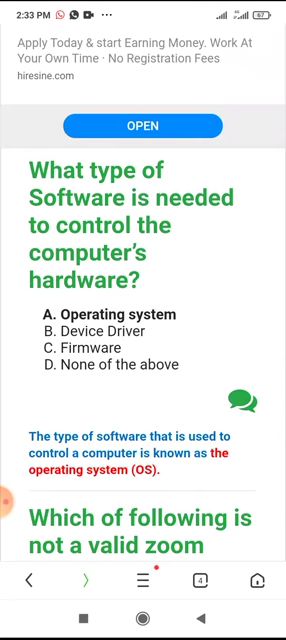 2:33 PM
4G
67
Apply Today & start Earning Money. Work At
Your Own Time · No Registration Fees
hiresine.com
OPEN
What type of
Software is needed
to control the
computer's
hardware?
A. Operating system
B. Device Driver
C. Firmware
D. None of the above
The type of software that is used to
control a computer is known as the
operating system (OS).
Which of following is
not a valid zoom
4